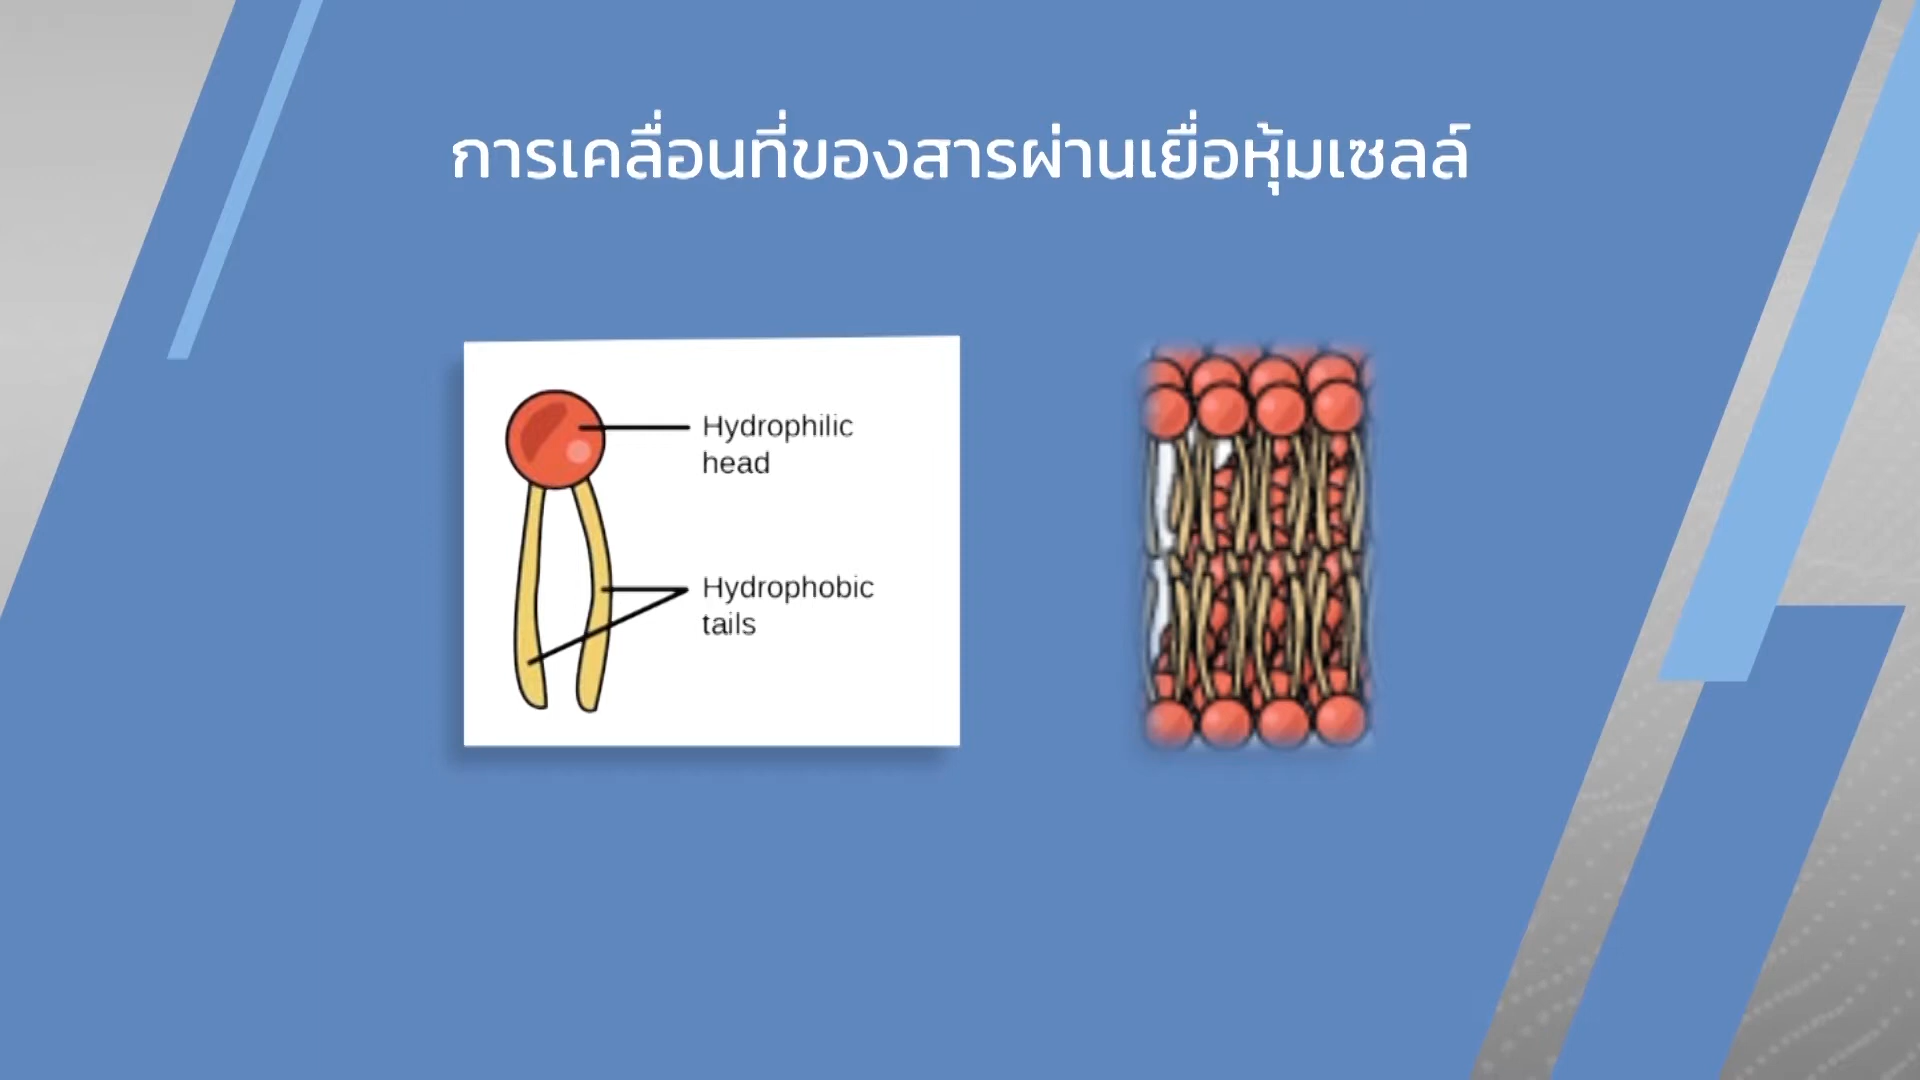 การเคลื่อนที่ของสารผ่านเยื่อหุ้มเซลล์
Hydrophilic
head
Hydrophobic
tails